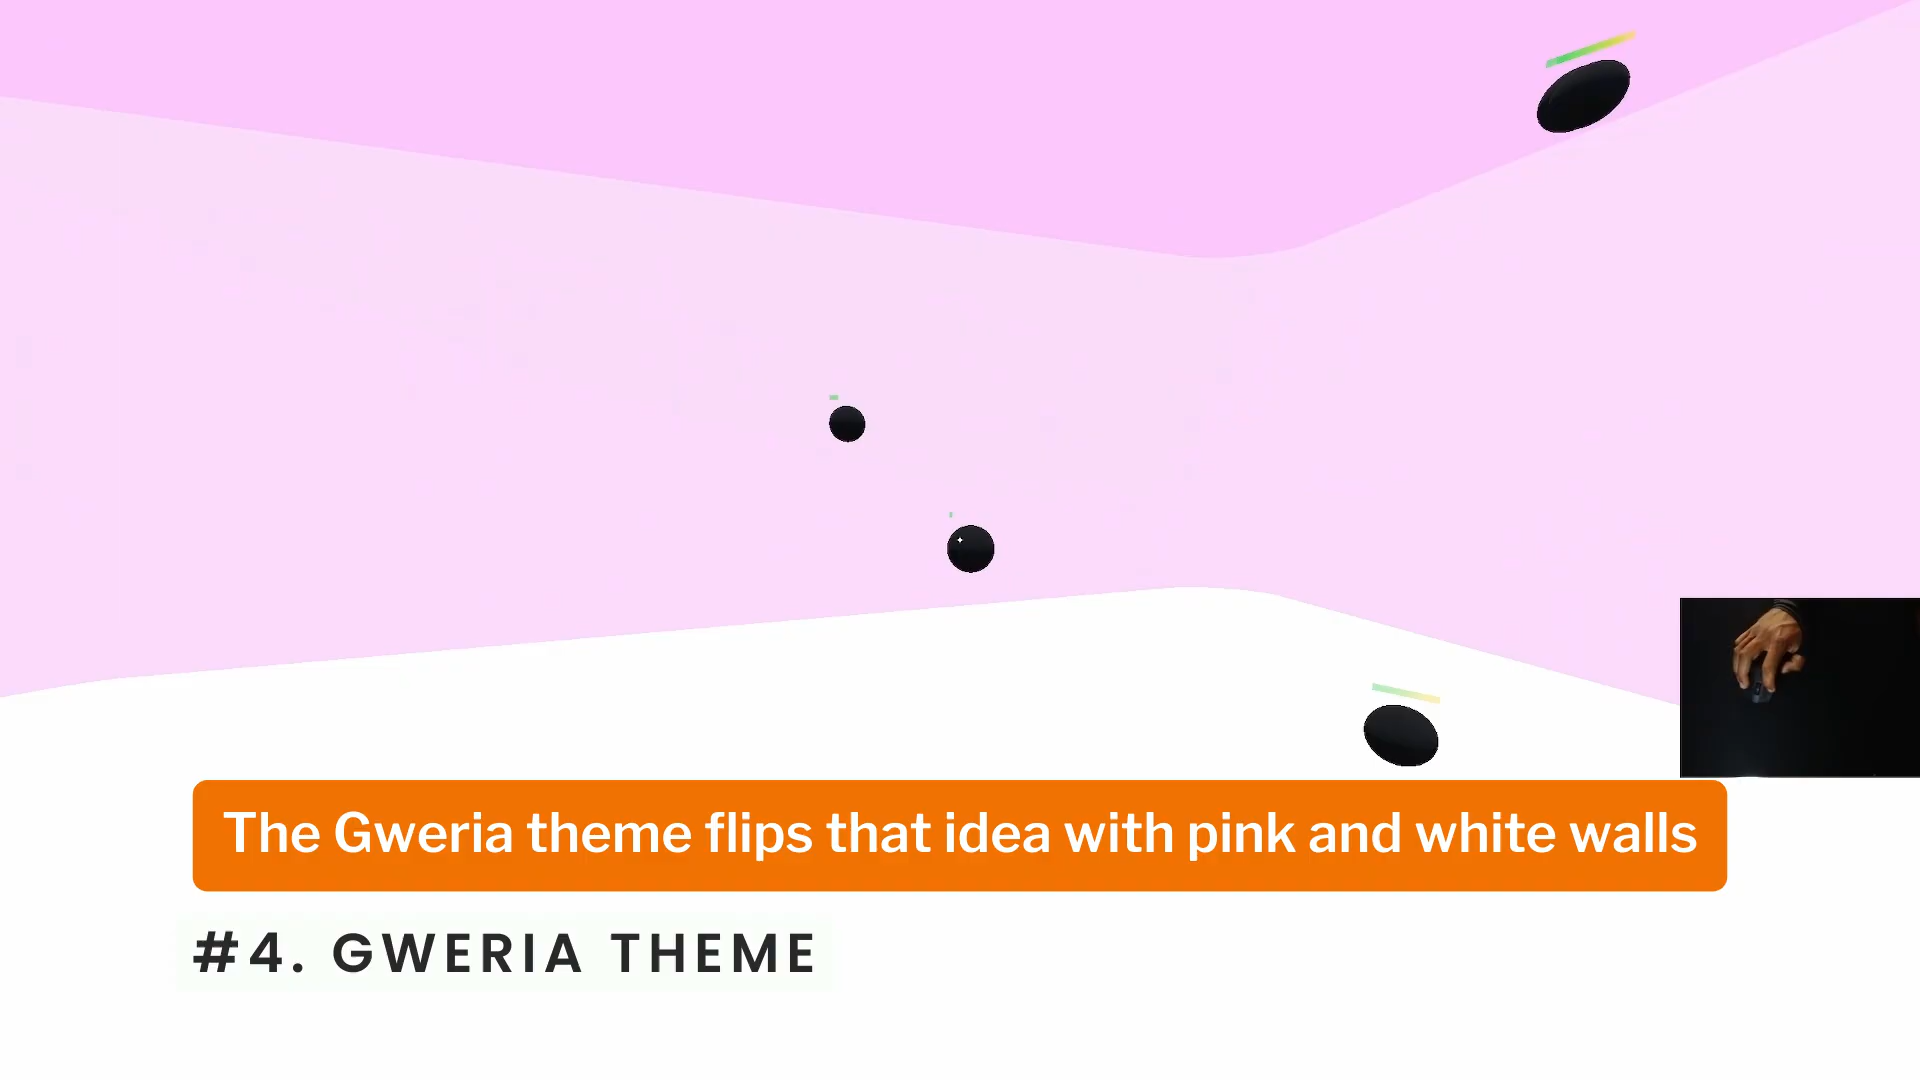 The Gweria theme flips that idea with pink and white walls
#4. GWERIA THEME